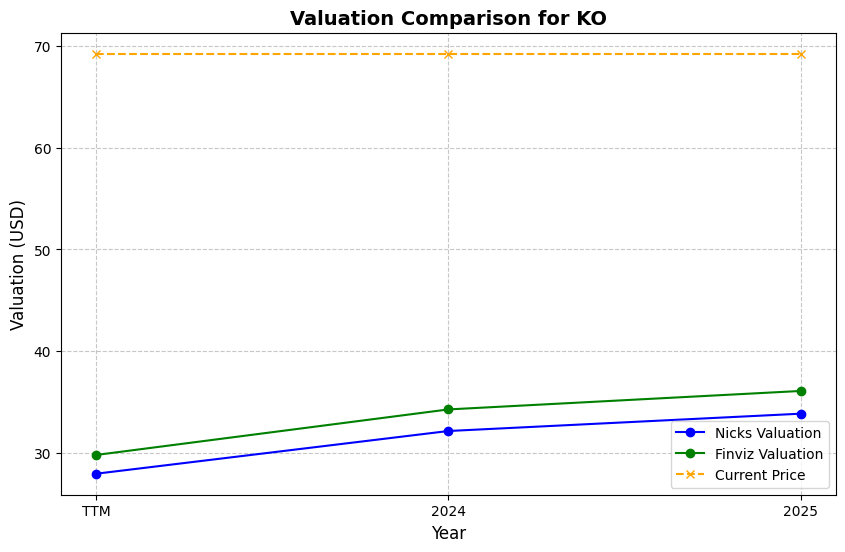 Valuation Comparison for KO
70
60
50
40
30
Valuation (USD)
TTM
2024
2025
Year
Nicks Valuation
Finviz Valuation
Current Price